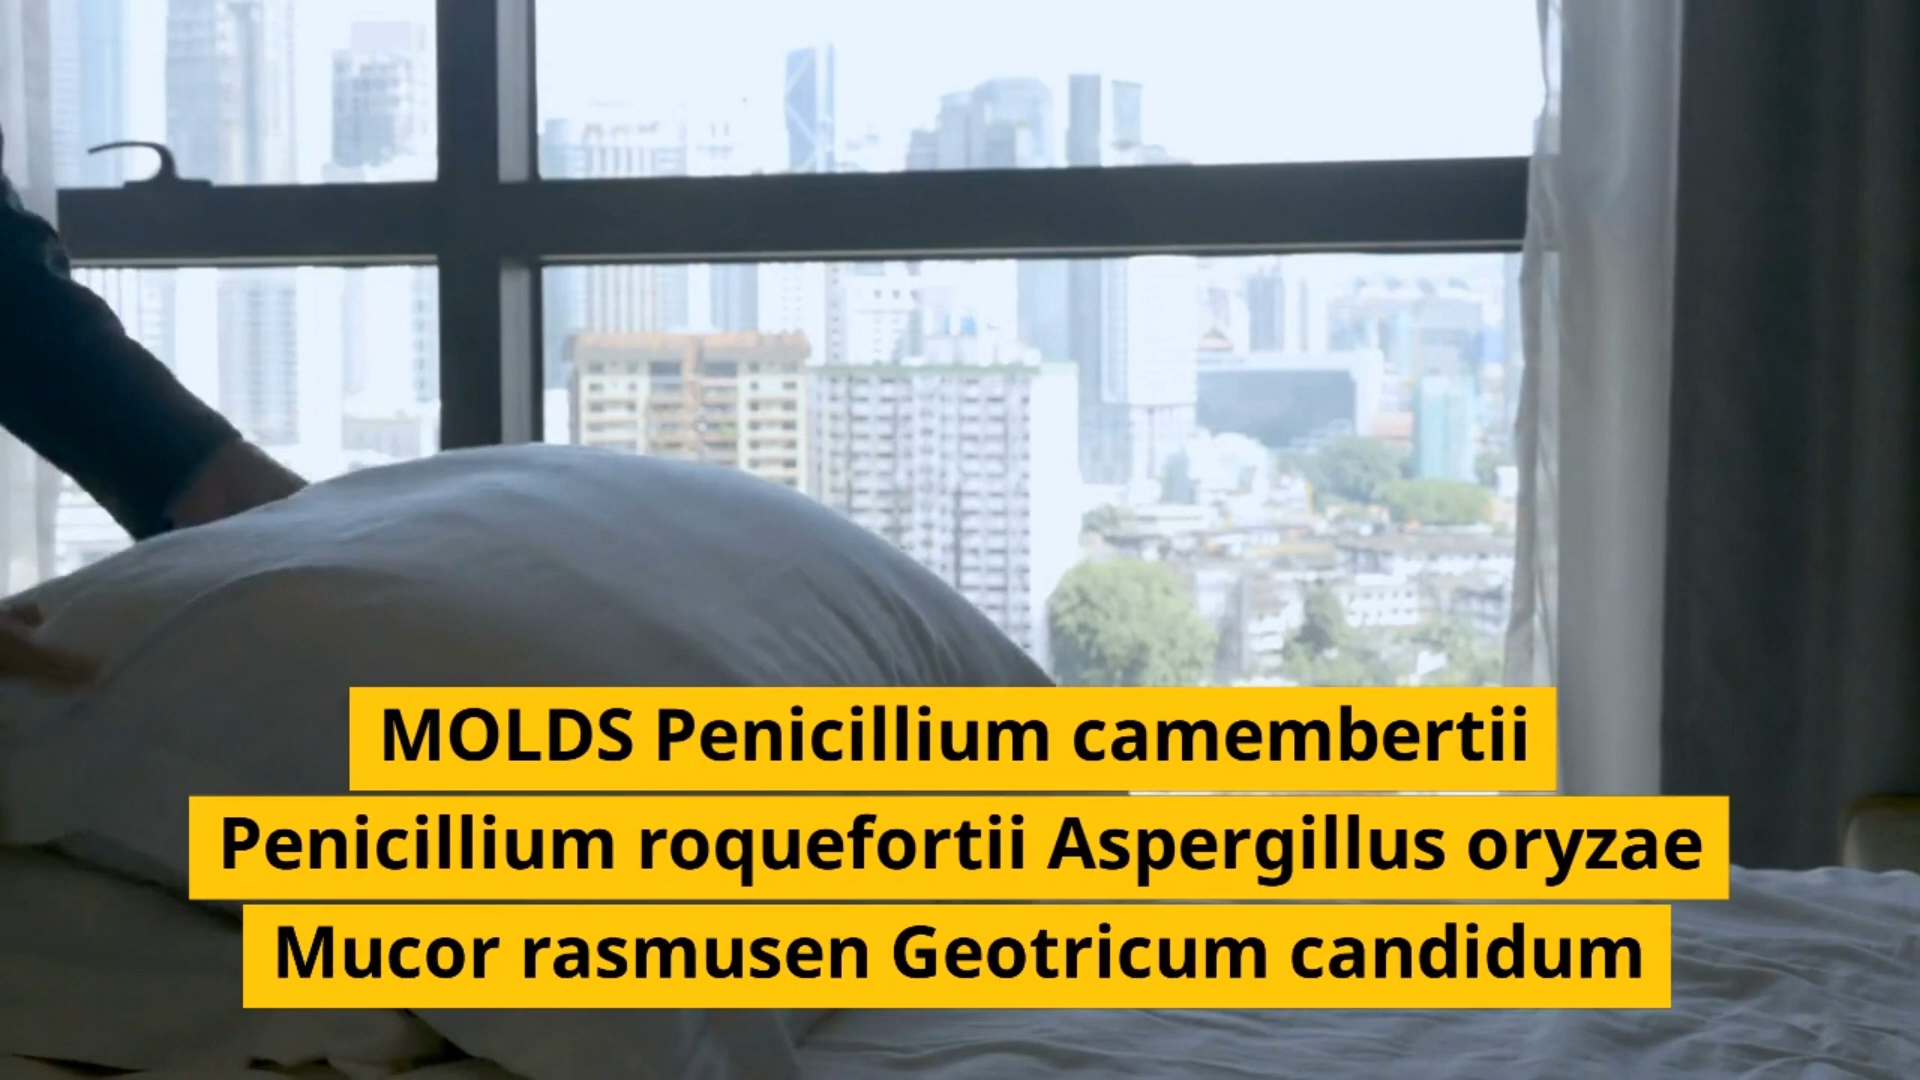 MOLDS Penicillium camembertii
Penicillium roquefortii Aspergillus oryzae
Mucor rasmusen Geotricum candidum